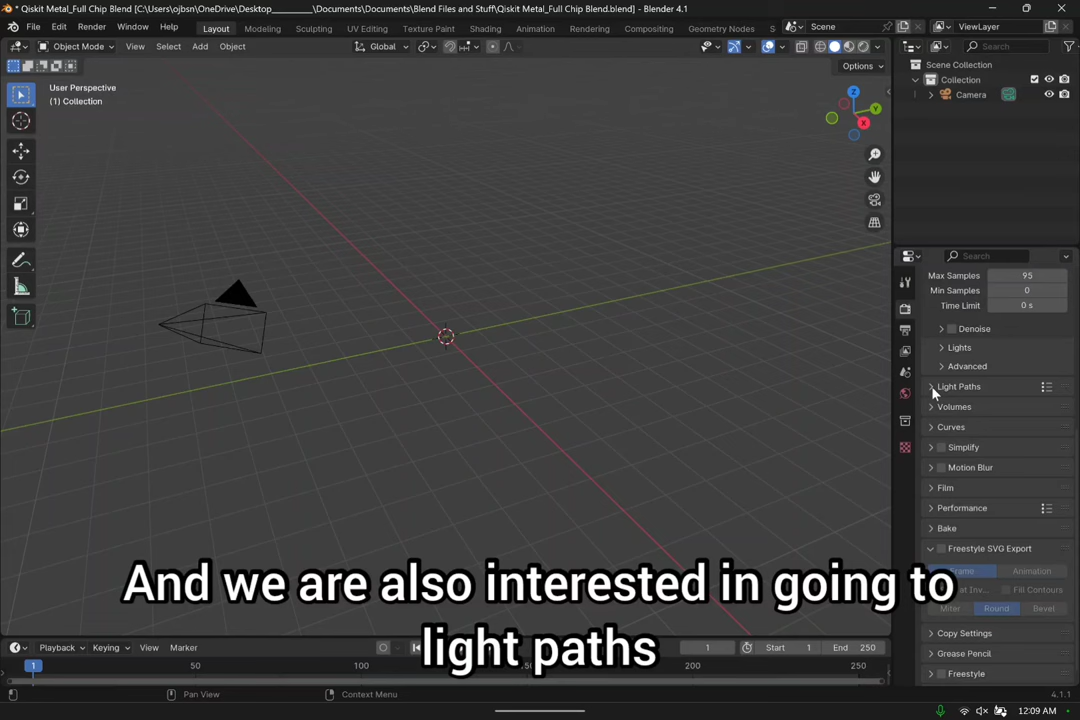 * Qiskit Metal_Full Chip Blend [C:\Users\ojbsn\OneDrive\Desktop_________\Documents\Documents\Blend Files and Stuff\Qiskit Metal_Full Chip Blend.blend] - Blender 4.1
File Edit Render Window Help Layout Modeling Sculpting UV Editing Texture Paint Shading Animation Rendering Compositing Geometry Nodes Scene ViewLayer
Object Mode View Select Add Object Global Search
Options
User Perspective
(1) Collection
Scene Collection
Collection
Camera
Z
Y
X
Search
Max Samples 95
Min Samples 0
Time Limit 0 s
Denoise
Lights
Advanced
Light Paths
Volumes
Curves
Simplify
Motion Blur
Film
Performance
Bake
Freestyle SVG Export
Frame Animation
Fill Contours
Miter Round Bevel
Copy Settings
Grease Pencil
Freestyle
And we are also interested in going to
light paths
Playback Keying View Marker 1 Start 1 End 250
1 50 100 150 200 250
Pan View Context Menu 4.1.1
12:09 AM